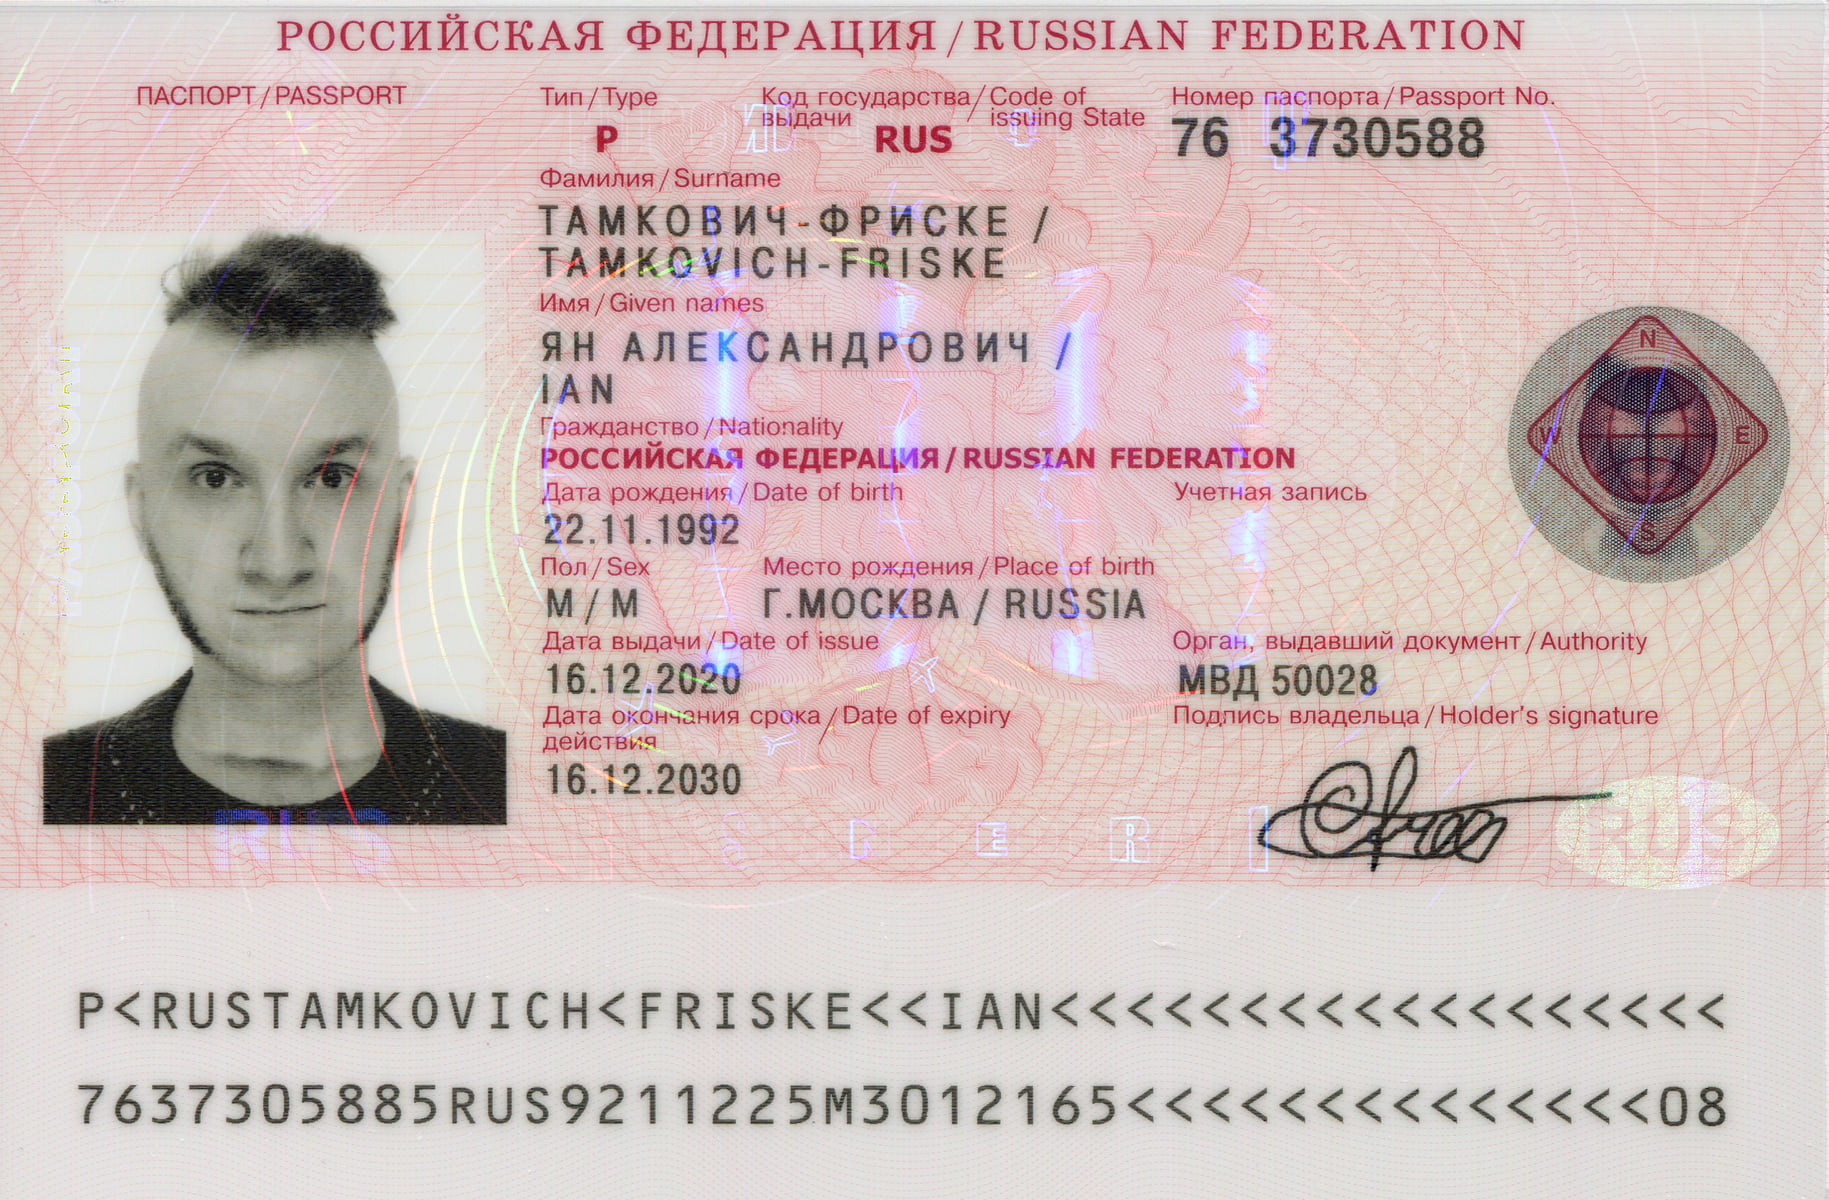 РОССИЙСКАЯ ФЕДЕРАЦИЯ / RUSSIAN FEDERATION
ПАСПОРТ / PASSPORT
Тип / Type
P
Код государства / Code of
выдачи issuing State
RUS
Номер паспорта / Passport No.
76 3730588
Фамилия / Surname
ТАМКОВИЧ-ФРИСКЕ /
TAMKOVICH-FRISKE
Имя / Given names
ЯН АЛЕКСАНДРОВИЧ /
IAN
Гражданство / Nationality
РОССИЙСКАЯ ФЕДЕРАЦИЯ / RUSSIAN FEDERATION
Дата рождения / Date of birth
22.11.1992
Учетная запись
Пол / Sex
М / M
Место рождения / Place of birth
Г.МОСКВА / RUSSIA
Дата выдачи / Date of issue
16.12.2020
Орган, выдавший документ / Authority
МВД 50028
Дата окончания срока / Date of expiry
действия
16.12.2030
Подпись владельца / Holder's signature
N
W E
S
RUS
RUS
P<RUSTAMKOVICH<FRISKE<<IAN<<<<<<<<<<<<<<<<<<
7637305885RUS9211225M3012165<<<<<<<<<<<<<<08